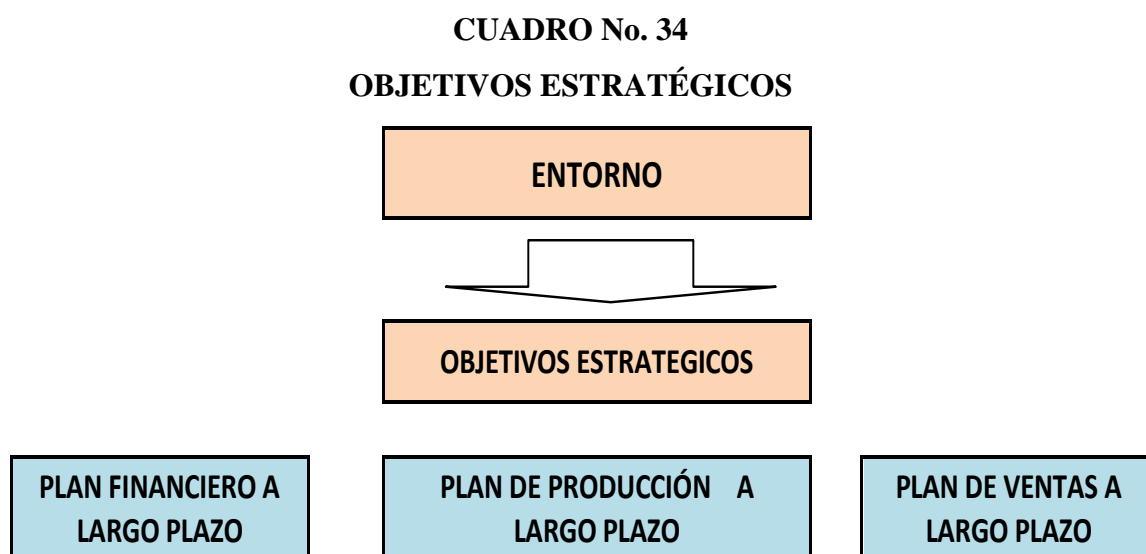 CUADRO No. 34
OBJETIVOS ESTRATÉGICOS
ENTORNO
OBJETIVOS ESTRATEGICOS
PLAN FINANCIERO A
LARGO PLAZO
PLAN DE PRODUCCIÓN A
LARGO PLAZO
PLAN DE VENTAS A
LARGO PLAZO